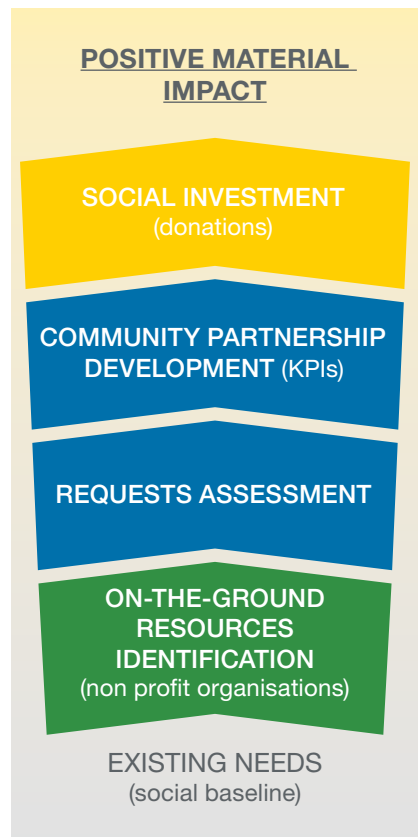 POSITIVE MATERIAL
IMPACT
SOCIAL INVESTMENT
(donations)
COMMUNITY PARTNERSHIP
DEVELOPMENT (KPIs)
REQUESTS ASSESSMENT
ON-THE-GROUND
RESOURCES
IDENTIFICATION
(non profit organisations)
EXISTING NEEDS
(social baseline)